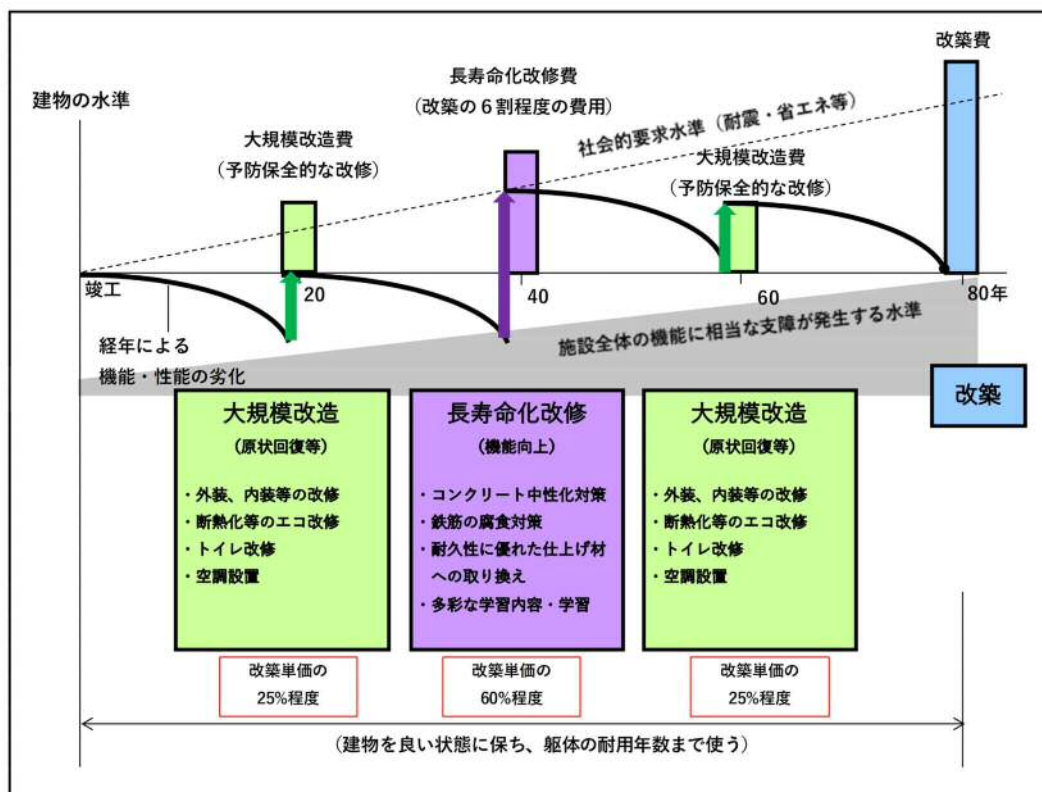 改築費
建物の水準
長寿命化改修費
(改築の6割程度の費用)
大規模改造費
(予防保全的な改修)
社会的要求水準(耐震・省エネ等)
大規模改造費
(予防保全的な改修)
竣工
20
40
60
80年
経年による
機能・性能の劣化
施設全体の機能に相当な支障が発生する水準
改築
大規模改造
(原状回復等)
・外装、内装等の改修
・断熱化等のエコ改修
・トイレ改修
・空調設置
長寿命化改修
(機能向上)
・コンクリート中性化対策
・鉄筋の腐食対策
・耐久性に優れた仕上げ材
への取り換え
・多彩な学習内容・学習
大規模改造
(原状回復等)
・外装、内装等の改修
・断熱化等のエコ改修
・トイレ改修
・空調設置
改築単価の
25%程度
改築単価の
60%程度
改築単価の
25%程度
(建物を良い状態に保ち、躯体の耐用年数まで使う)